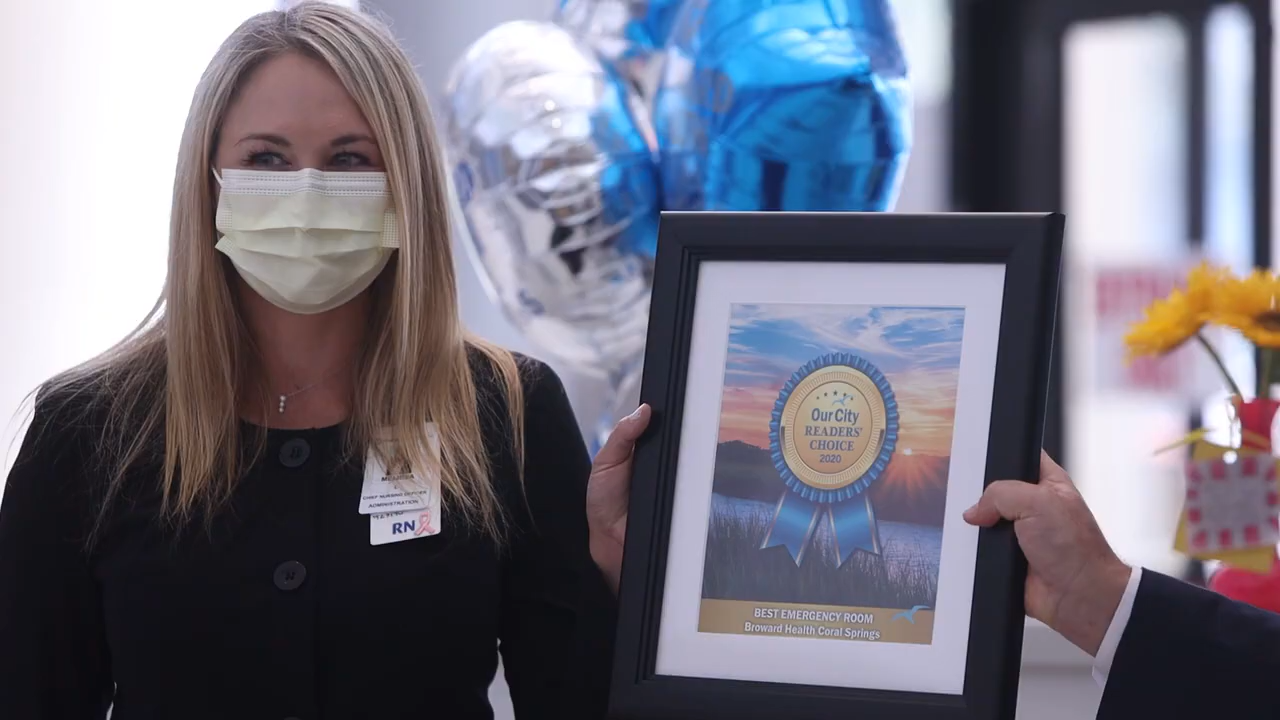 CHIEF NURSING OFFICER
ADMINISTRATION
RN
Our City
READERS'
CHOICE
2020
BEST EMERGENCY ROOM
Broward Health Coral Springs